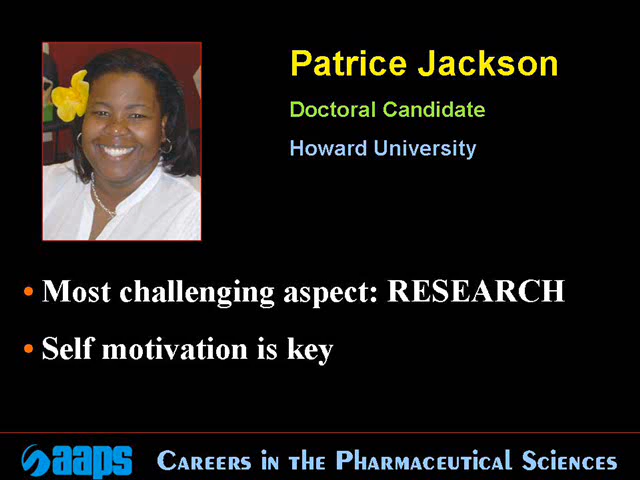 Patrice Jackson
Doctoral Candidate
Howard University
• Most challenging aspect: RESEARCH
• Self motivation is key
aaps CAREERS IN THE PHARMACEUTICAL SCIENCES